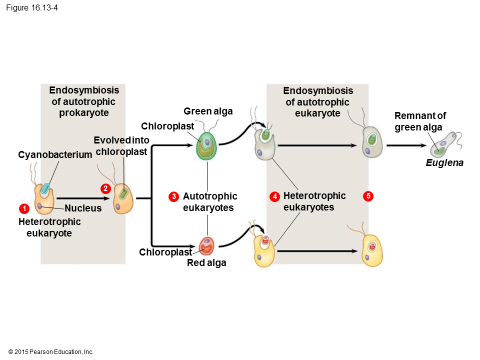 Figure 16.13-4
Endosymbiosis
of autotrophic
prokaryote
Cyanobacterium
1
Nucleus
Heterotrophic
eukaryote
Evolved into
chloroplast
2
Green alga
Chloroplast
3 Autotrophic
eukaryotes
Chloroplast
Red alga
Endosymbiosis
of autotrophic
eukaryote
4 Heterotrophic
eukaryotes
5
Remnant of
green alga
Euglena
© 2015 Pearson Education, Inc.